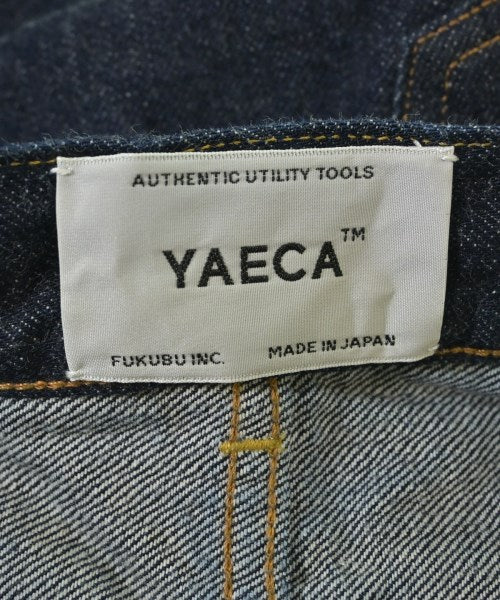 AUTHENTIC UTILITY TOOLS
YAECA™
FUKUBU INC. MADE IN JAPAN